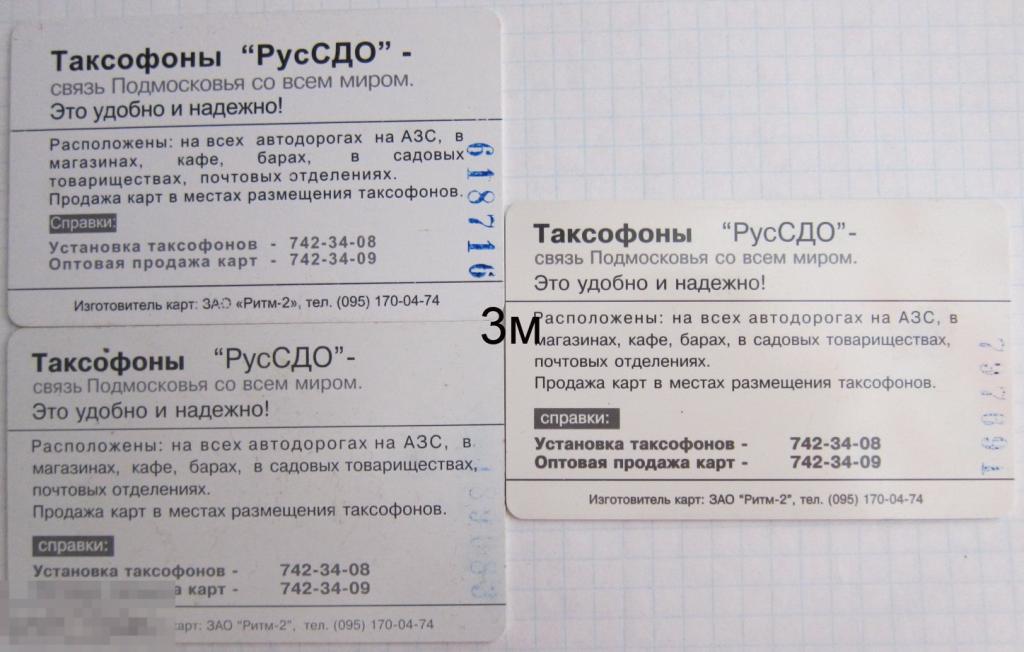 Таксофоны “РусСДО” -
связь Подмосковья со всем миром.
Это удобно и надежно!
Расположены: на всех автодорогах на АЗС, в
магазинах, кафе, барах, в садовых
товариществах, почтовых отделениях.
Продажа карт в местах размещения таксофонов.
Справки:
Установка таксофонов - 742-34-08
Оптовая продажа карт - 742-34-09
Изготовитель карт: ЗАО «Ритм-2», тел. (095) 170-04-74
618716
Таксофоны “РусСДО”-
связь Подмосковья со всем миром.
Это удобно и надежно!
Расположены: на всех автодорогах на АЗС, в
магазинах, кафе, барах, в садовых товариществах,
почтовых отделениях.
Продажа карт в местах размещения таксофонов.
справки:
Установка таксофонов - 742-34-08
Оптовая продажа карт - 742-34-09
Изготовитель карт: ЗАО "Ритм-2", тел. (095) 170-04-74
3м
Таксофоны “РусСДО”-
связь Подмосковья со всем миром.
Это удобно и надежно!
Расположены: на всех автодорогах на АЗС, в
магазинах, кафе, барах, в садовых товариществах,
почтовых отделениях.
Продажа карт в местах размещения таксофонов.
справки:
Установка таксофонов - 742-34-08
карт - 742-34-09
карт: ЗАО "Ритм-2", тел. (095) 170-04-74